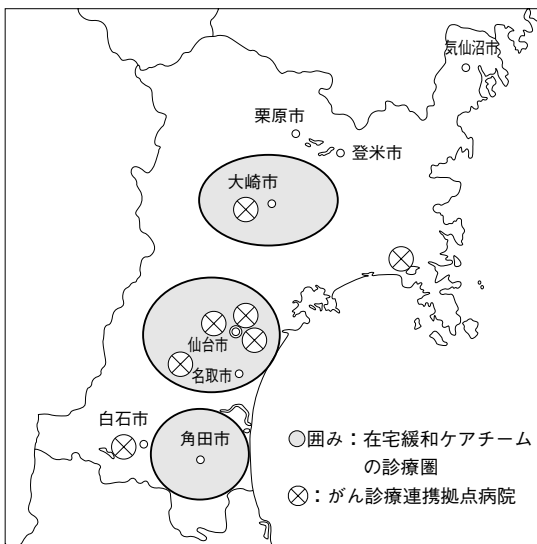 気仙沼市
栗原市
登米市
大崎市
仙台市
名取市
白石市
角田市
囲み：在宅緩和ケアチーム
の診療圏
：がん診療連携拠点病院